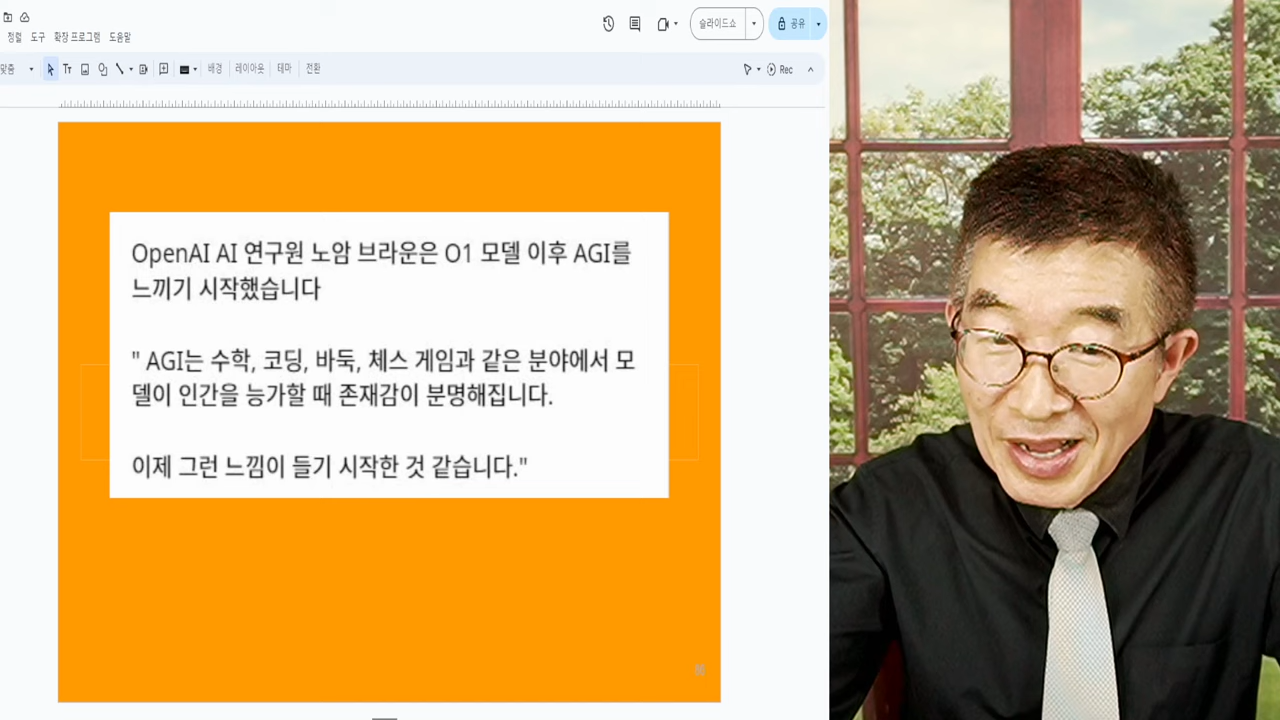 정렬 도구 확장 프로그램 도움말
슬라이드쇼
공유
맞춤
배경 레이아웃 테마 전환
Rec
OpenAI AI 연구원 노암 브라운은 O1 모델 이후 AGI를
느끼기 시작했습니다
" AGI는 수학, 코딩, 바둑, 체스 게임과 같은 분야에서 모
델이 인간을 능가할 때 존재감이 분명해집니다.
이제 그런 느낌이 들기 시작한 것 같습니다."